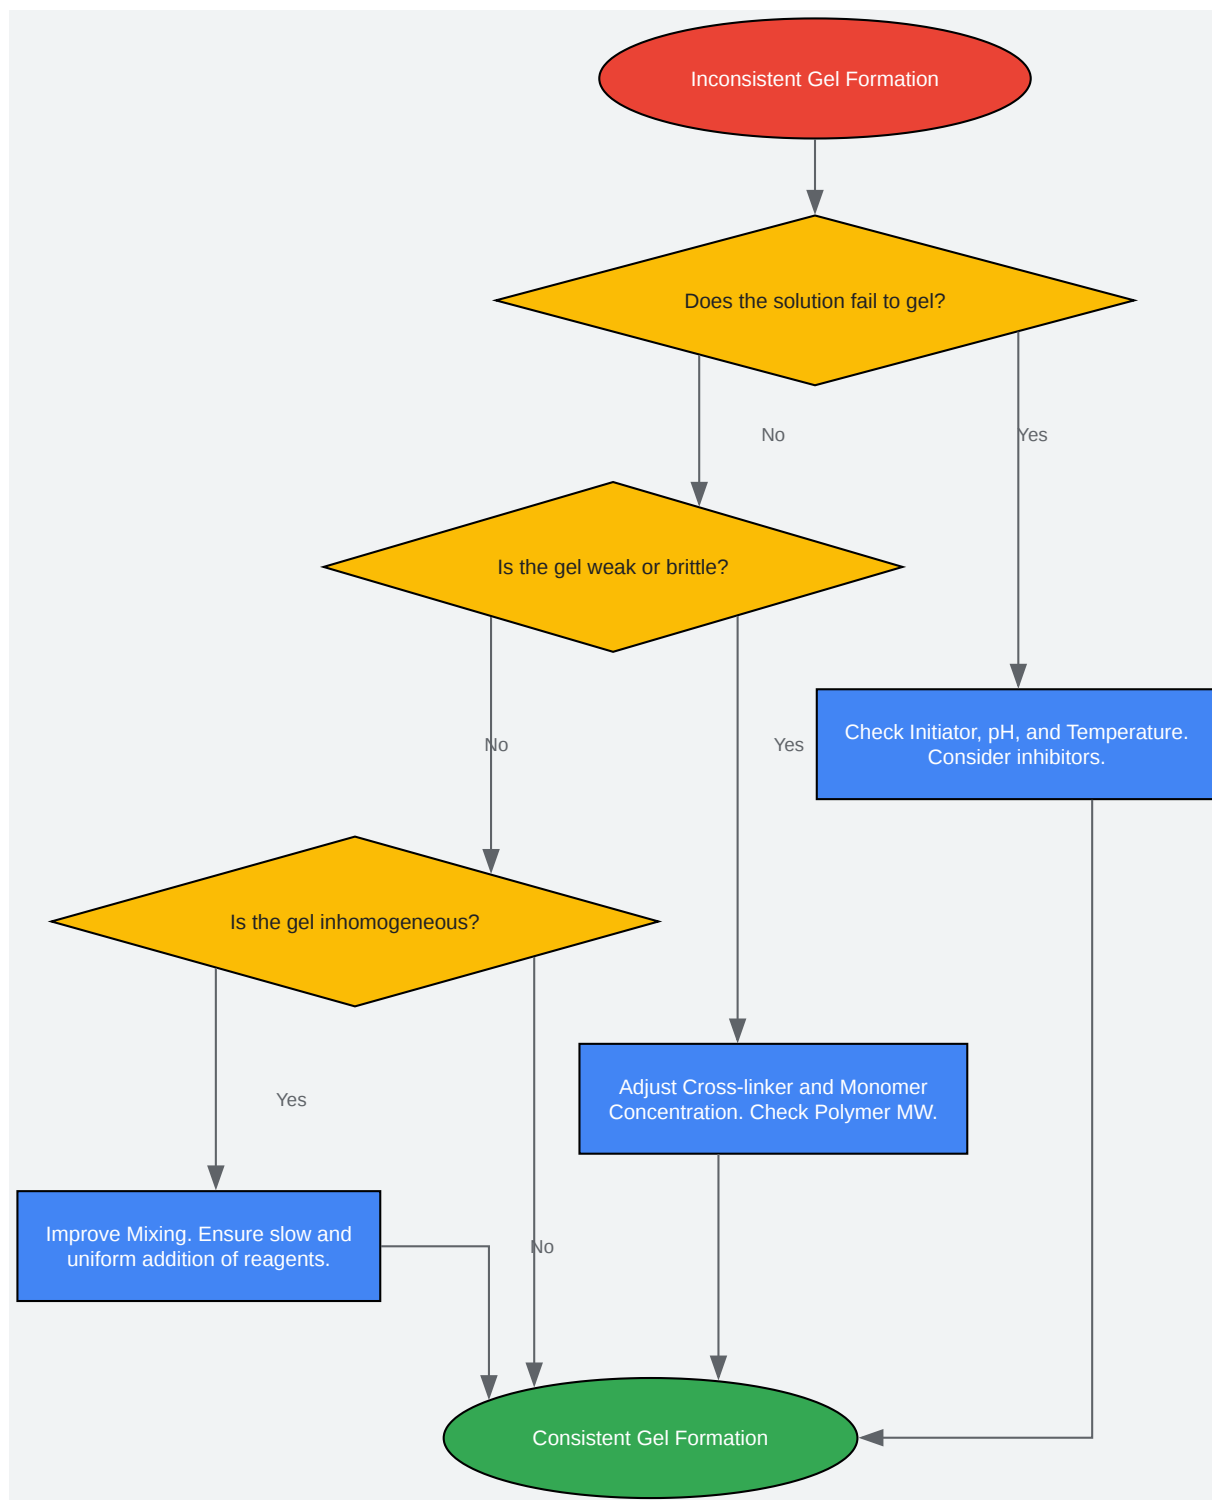 Inconsistent Gel Formation
Does the solution fail to gel?
No
Yes
Is the gel weak or brittle?
Check Initiator, pH, and Temperature.
Consider inhibitors.
No
Yes
Is the gel inhomogeneous?
Adjust Cross-linker and Monomer
Concentration. Check Polymer MW.
Yes
Improve Mixing. Ensure slow and
uniform addition of reagents.
No
Consistent Gel Formation